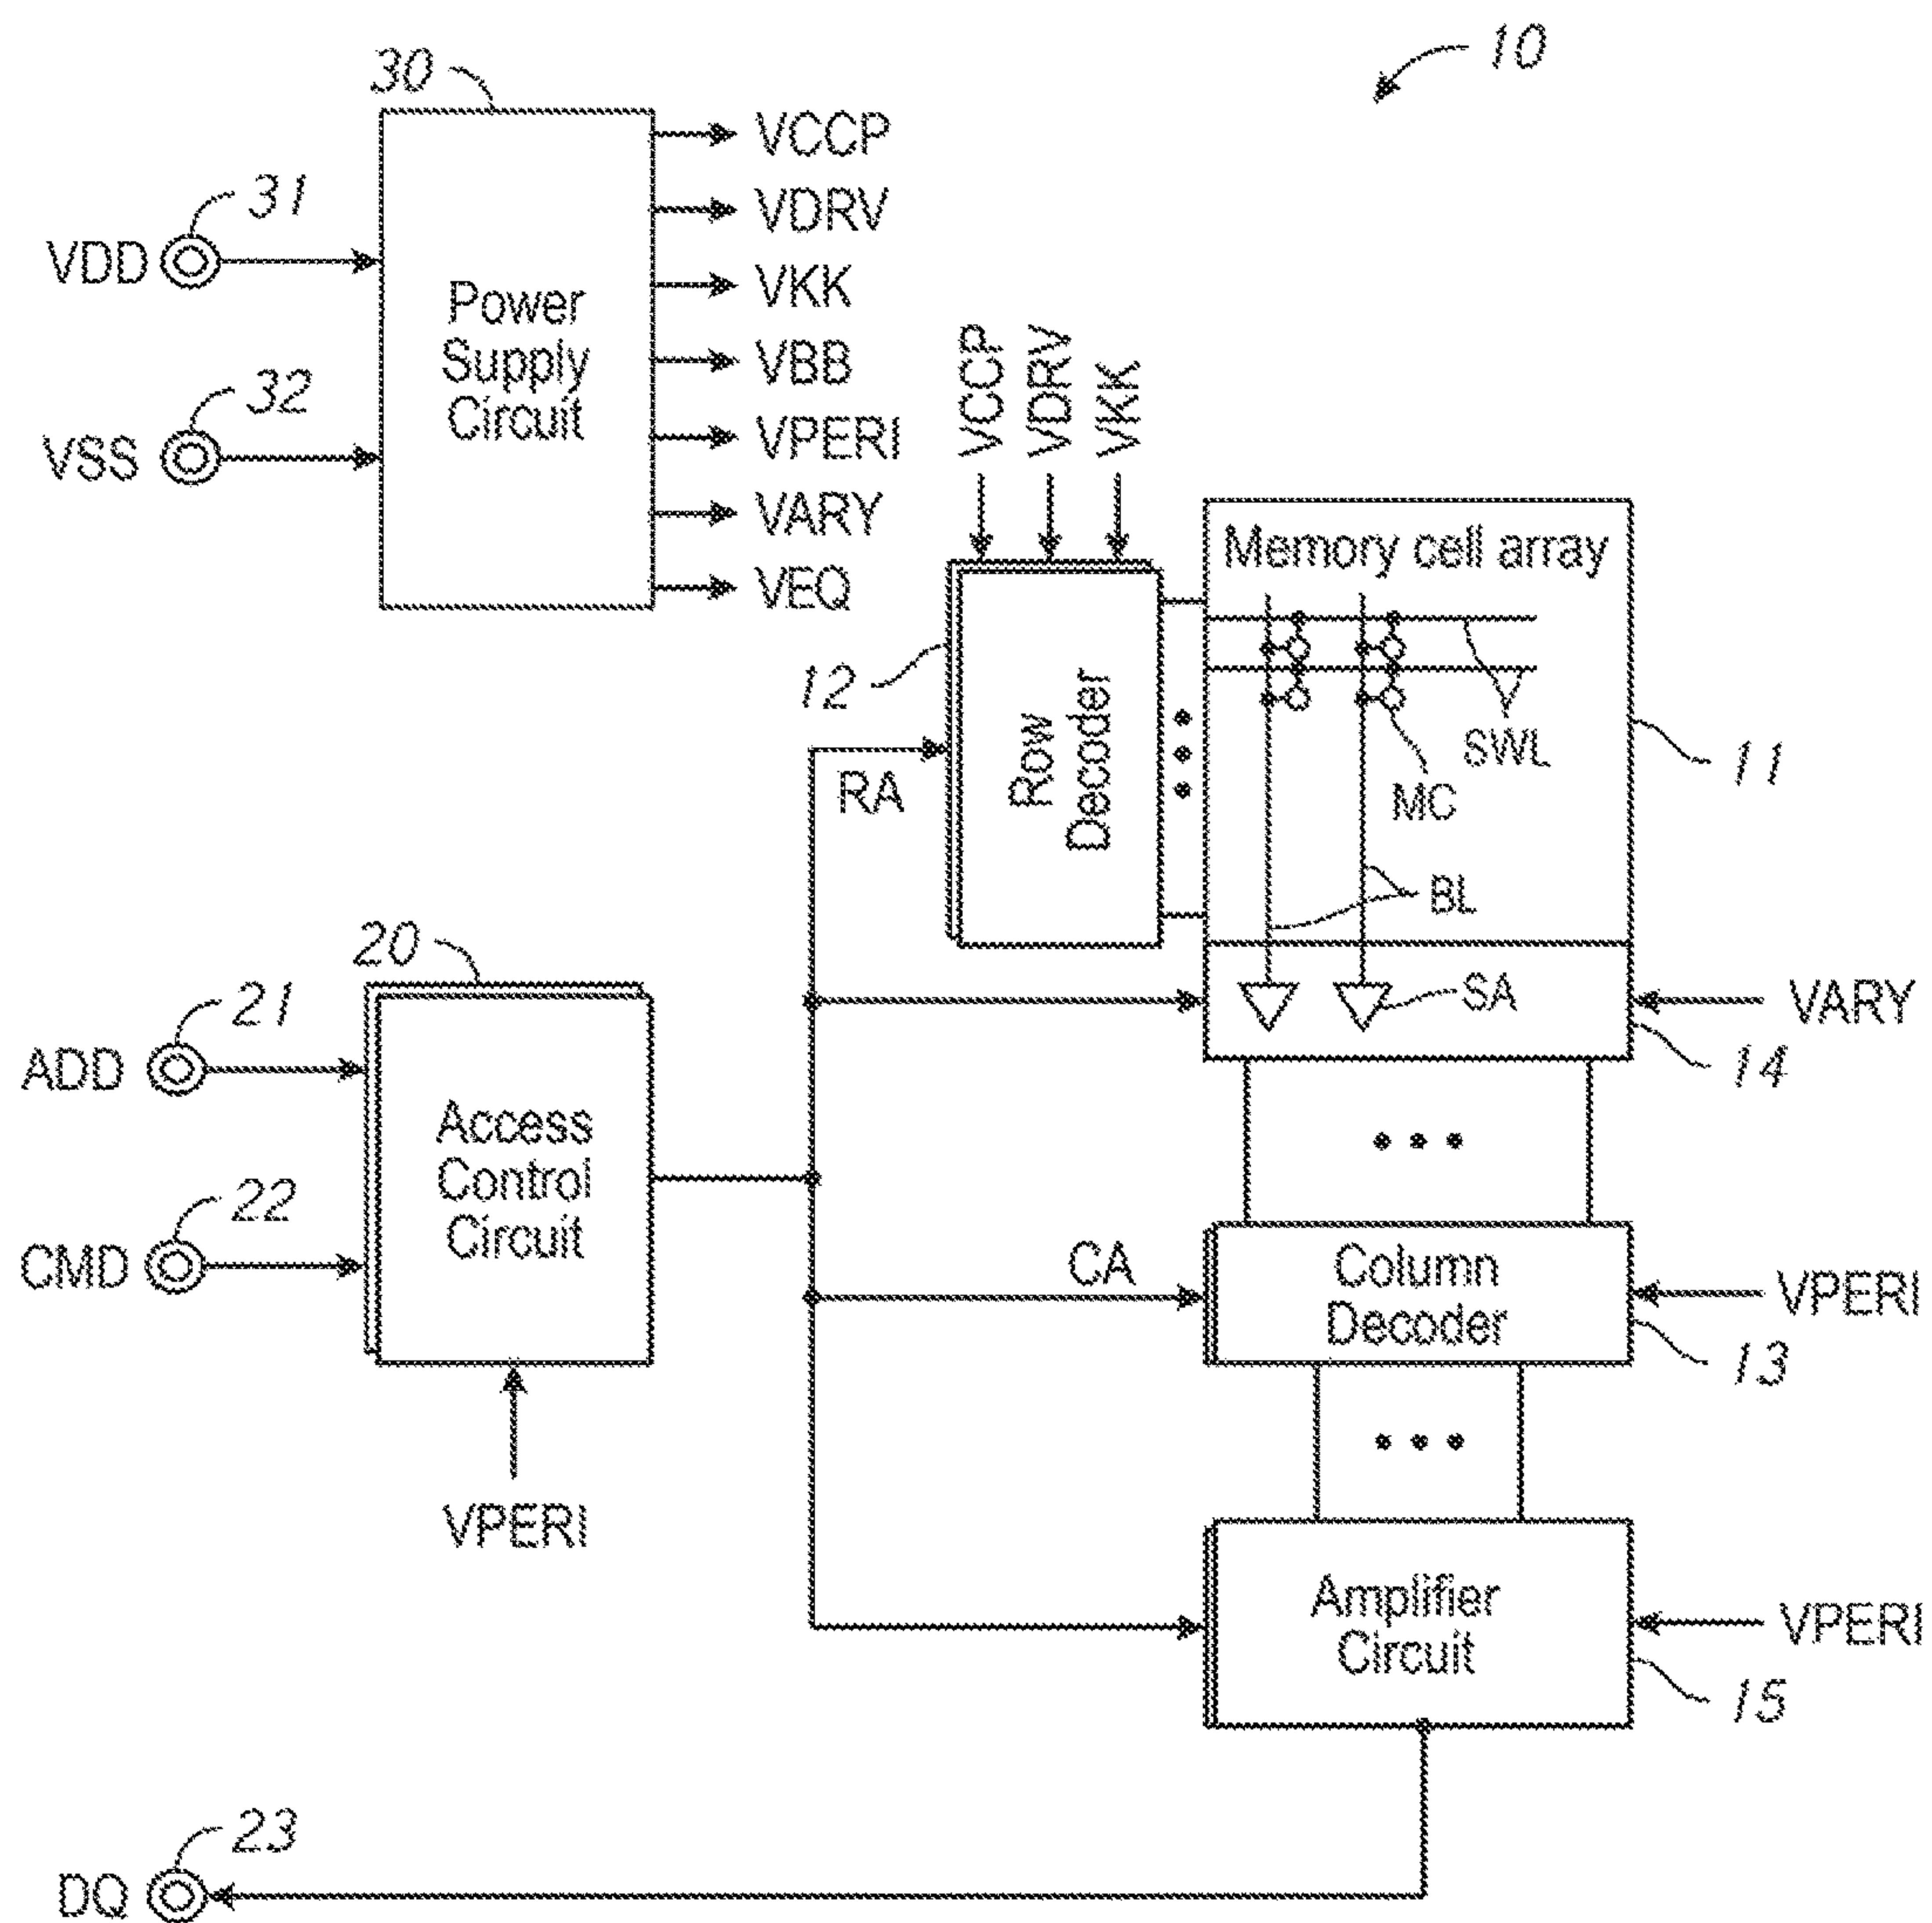 10
30
VCCP
31
VDRV
VDD
VKK
Power
Supply
Circuit
32
VBB
VSS
VPERI
VARY
VEQ
VCCP
VDRV
VKK
Memory cell array
12
Row
Decoder
SWL
11
RA
MC
BL
20
SA
VARY
21
14
ADD
Access
Control
Circuit
22
CMD
CA
Column
Decoder
VPERI
13
VPERI
Amplifier
Circuit
VPERI
15
23
DQ